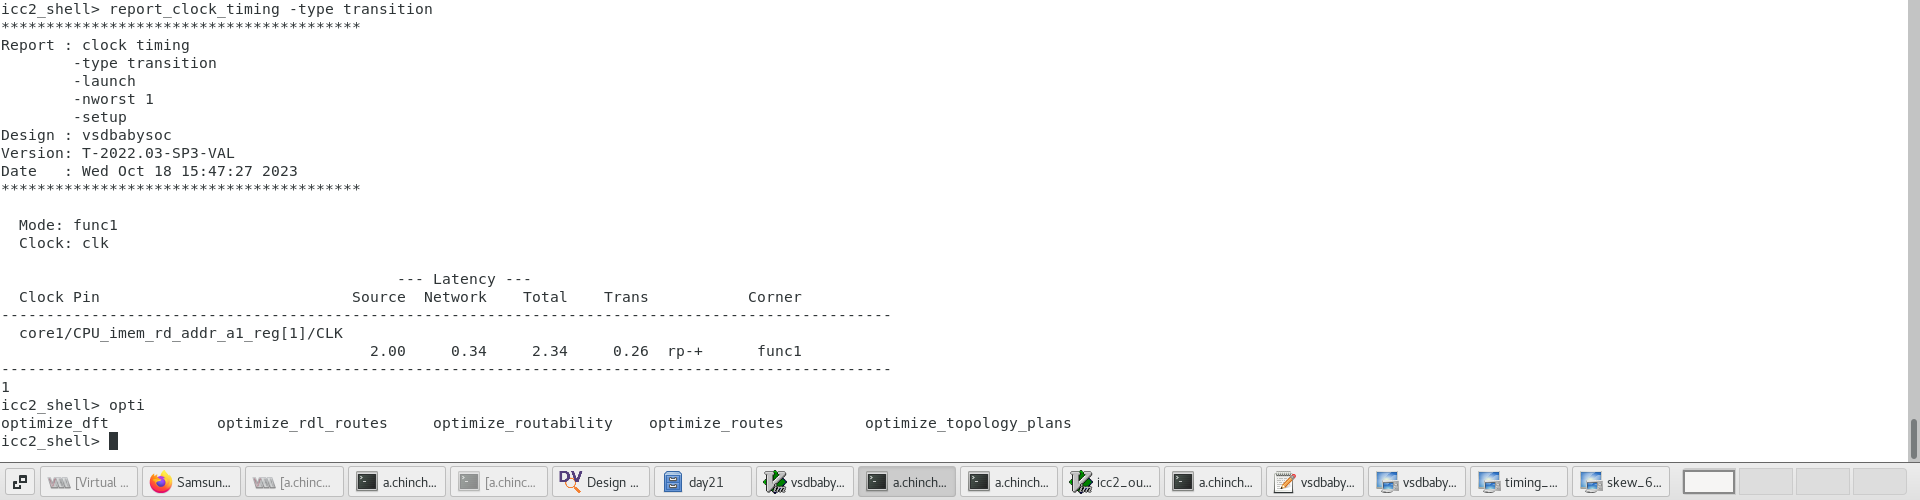 icc2_shell> report_clock_timing -type transition
****************************************
Report : clock timing
        -type transition
        -launch
        -nworst 1
        -setup
Design : vsdbabysoc
Version: T-2022.03-SP3-VAL
Date   : Wed Oct 18 15:47:27 2023
****************************************
  Mode: func1
  Clock: clk
                                            --- Latency ---
  Clock Pin                            Source  Network    Total    Trans           Corner
---------------------------------------------------------------------------------------------------
  core1/CPU_imem_rd_addr_a1_reg[1]/CLK
                                         2.00     0.34     2.34     0.26  rp-+      func1
---------------------------------------------------------------------------------------------------
1
icc2_shell> opti
optimize_dft            optimize_rdl_routes     optimize_routability    optimize_routes         optimize_topology_plans
icc2_shell>
[Virtual ... Samsun... [a.chinc... a.chinch... [a.chinc... Design ... day21 vsdbaby... a.chinch... a.chinch... icc2_ou... a.chinch... vsdbaby... vsdbaby... timing_... skew_6...